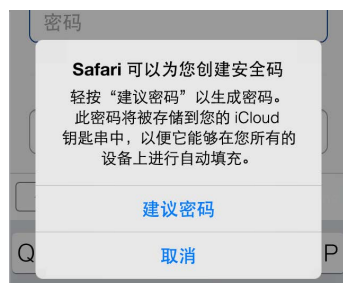 密码
Safari 可以为您创建安全码
轻按“建议密码”以生成密码。
此密码将被存储到您的 iCloud
钥匙串中，以便它能够在您所有的
设备上进行自动填充。
建议密码
取消
Q P